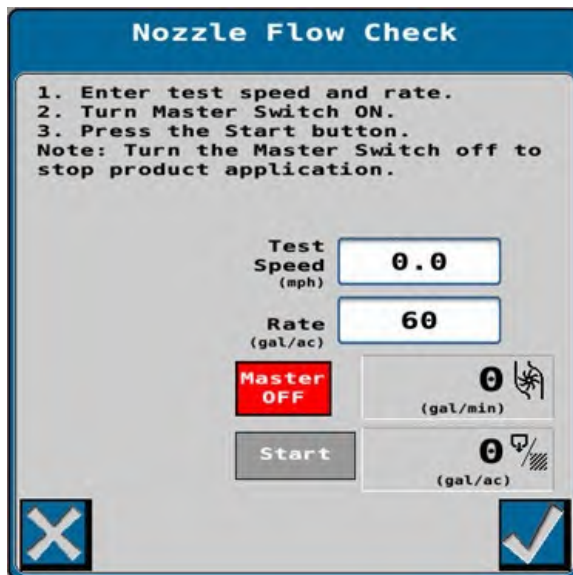 Nozzle Flow Check
1. Enter test speed and rate.
2. Turn Master Switch ON.
3. Press the Start button.
Note: Turn the Master Switch off to
stop product application.
Test
Speed
(mph)
0.0
Rate
(gal/ac)
60
Master
OFF
0
(gal/min)
Start
0
(gal/ac)